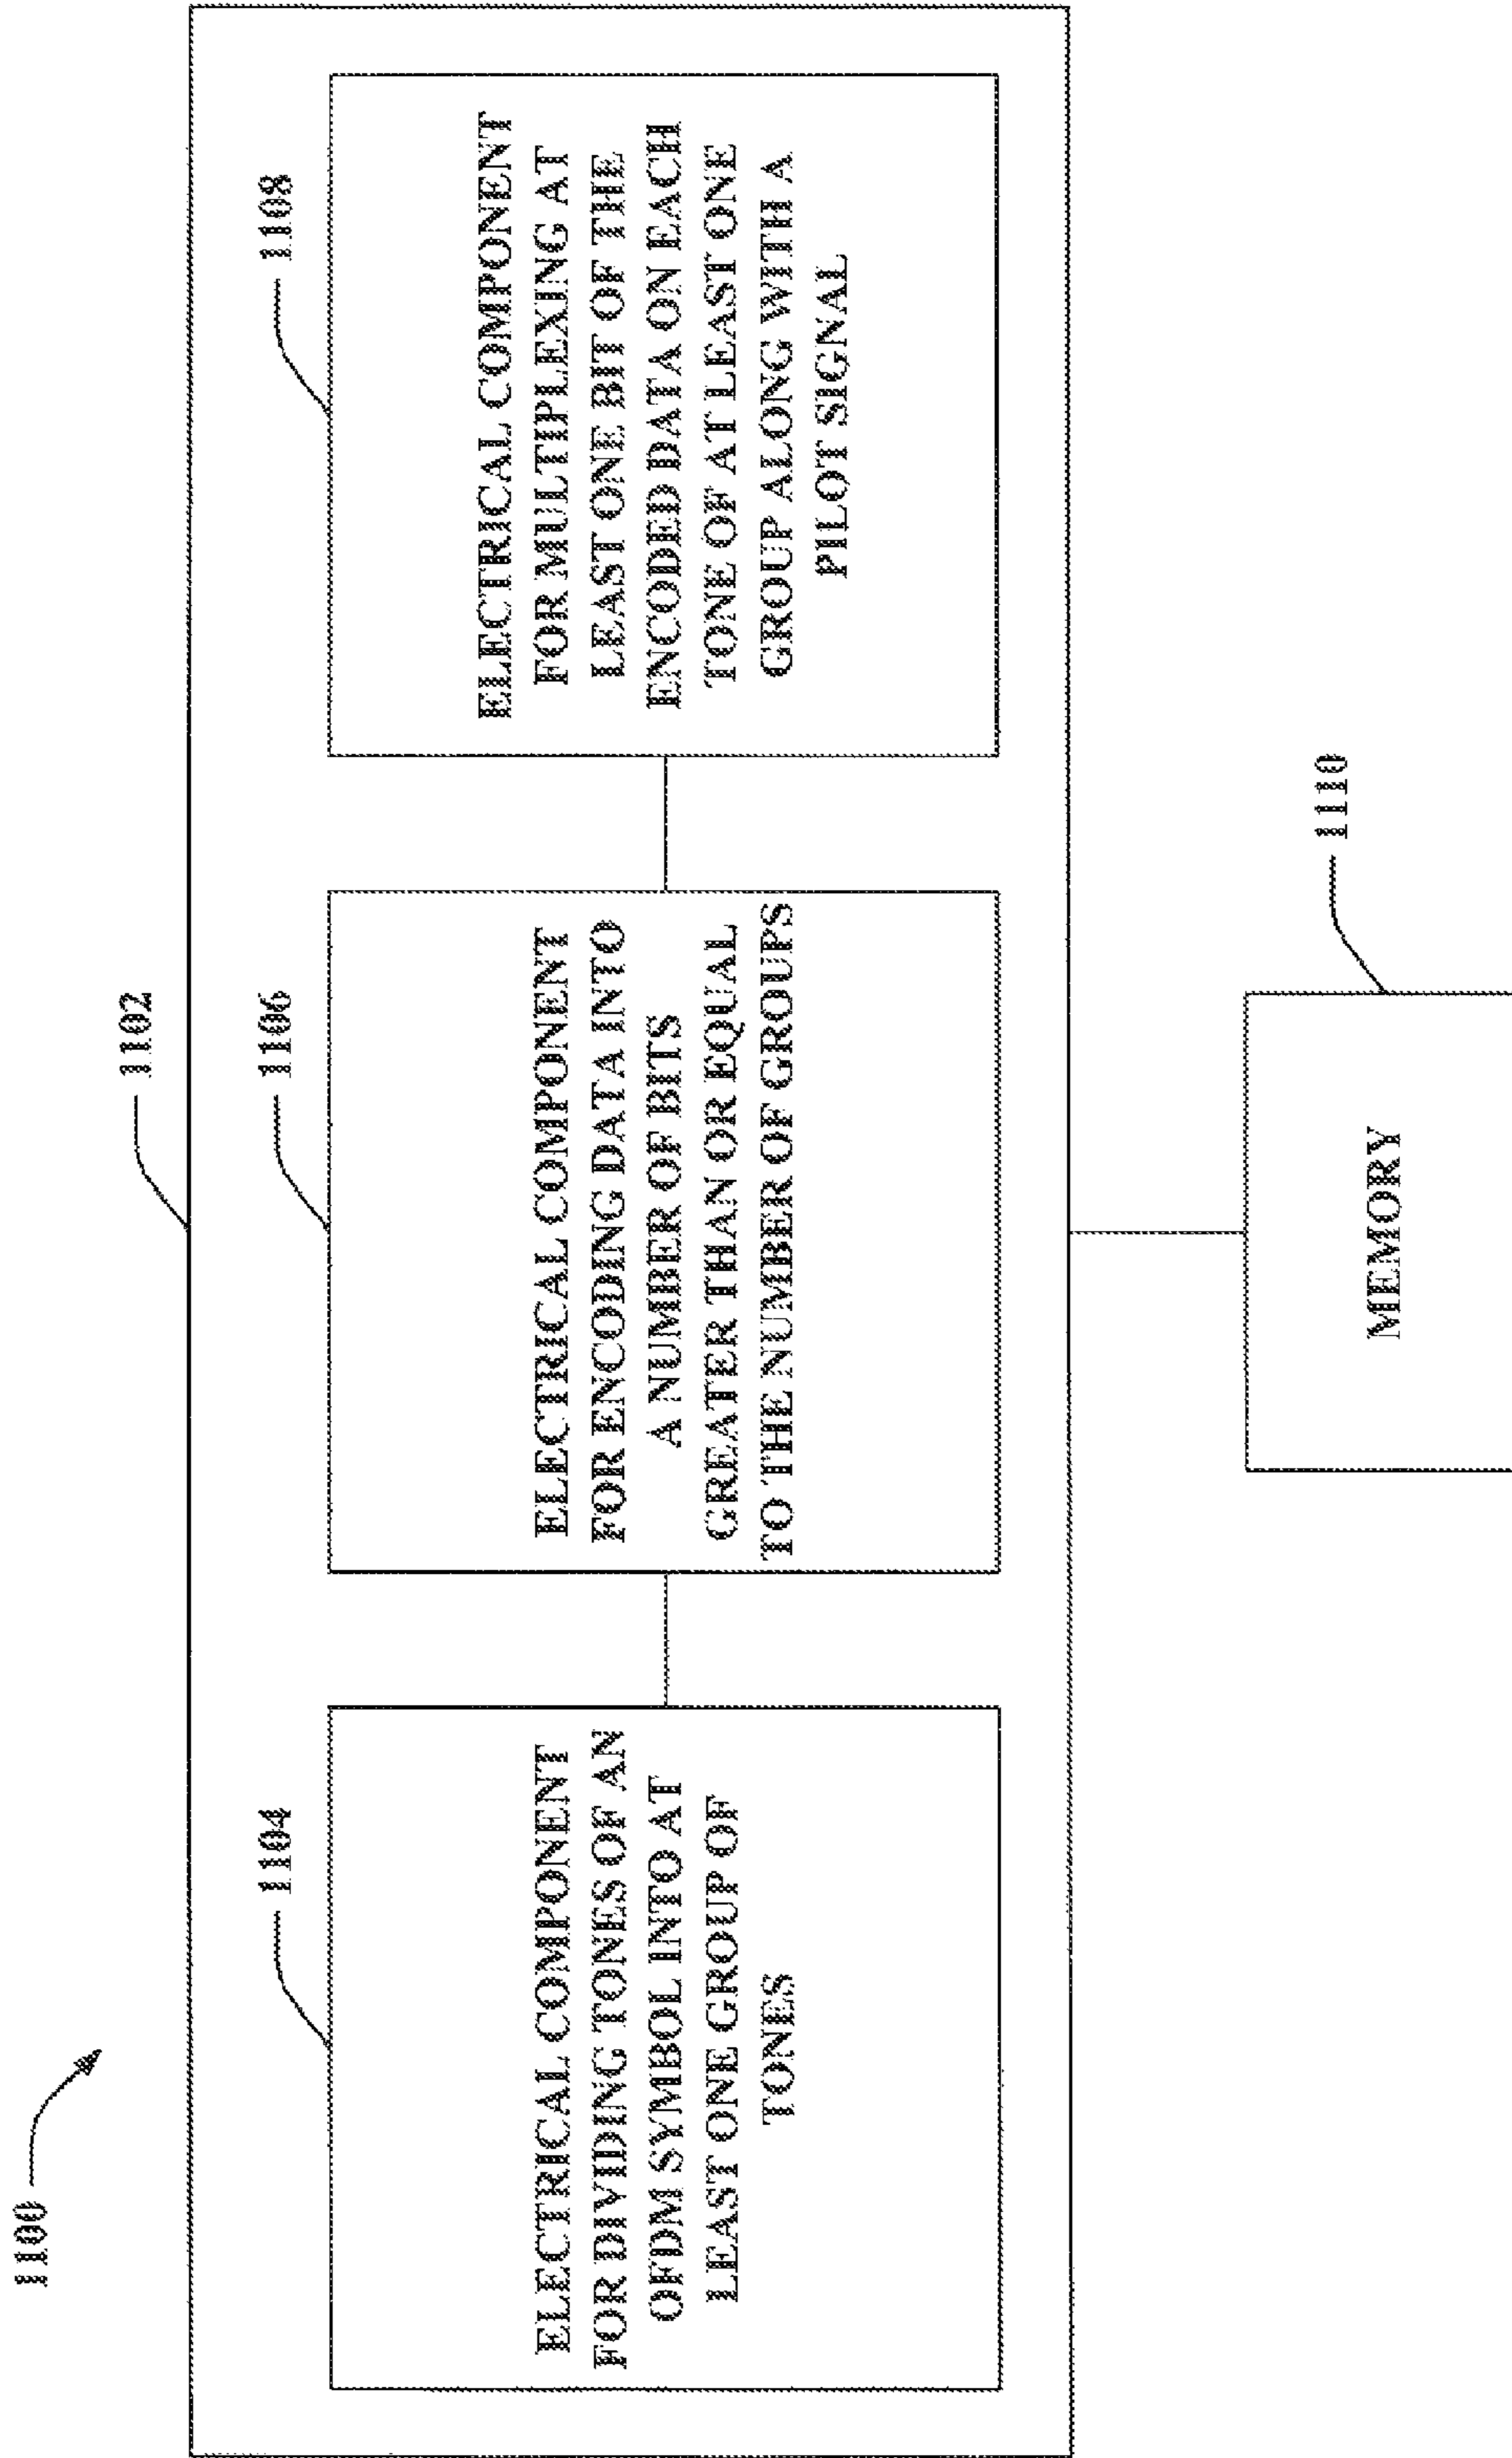 1100
1102
1104
ELECTRICAL COMPONENT
FOR DIVIDING TONES OF AN
OFDM SYMBOL INTO AT
LEAST ONE GROUP OF
TONES
1106
ELECTRICAL COMPONENT
FOR ENCODING DATA INTO
A NUMBER OF BITS
GREATER THAN OR EQUAL
TO THE NUMBER OF GROUPS
1108
ELECTRICAL COMPONENT
FOR MULTIPLEXING AT
LEAST ONE BIT OF THE
ENCODED DATA ON EACH
TONE OF AT LEAST ONE
GROUP ALONG WITH A
PILOT SIGNAL
1110
MEMORY